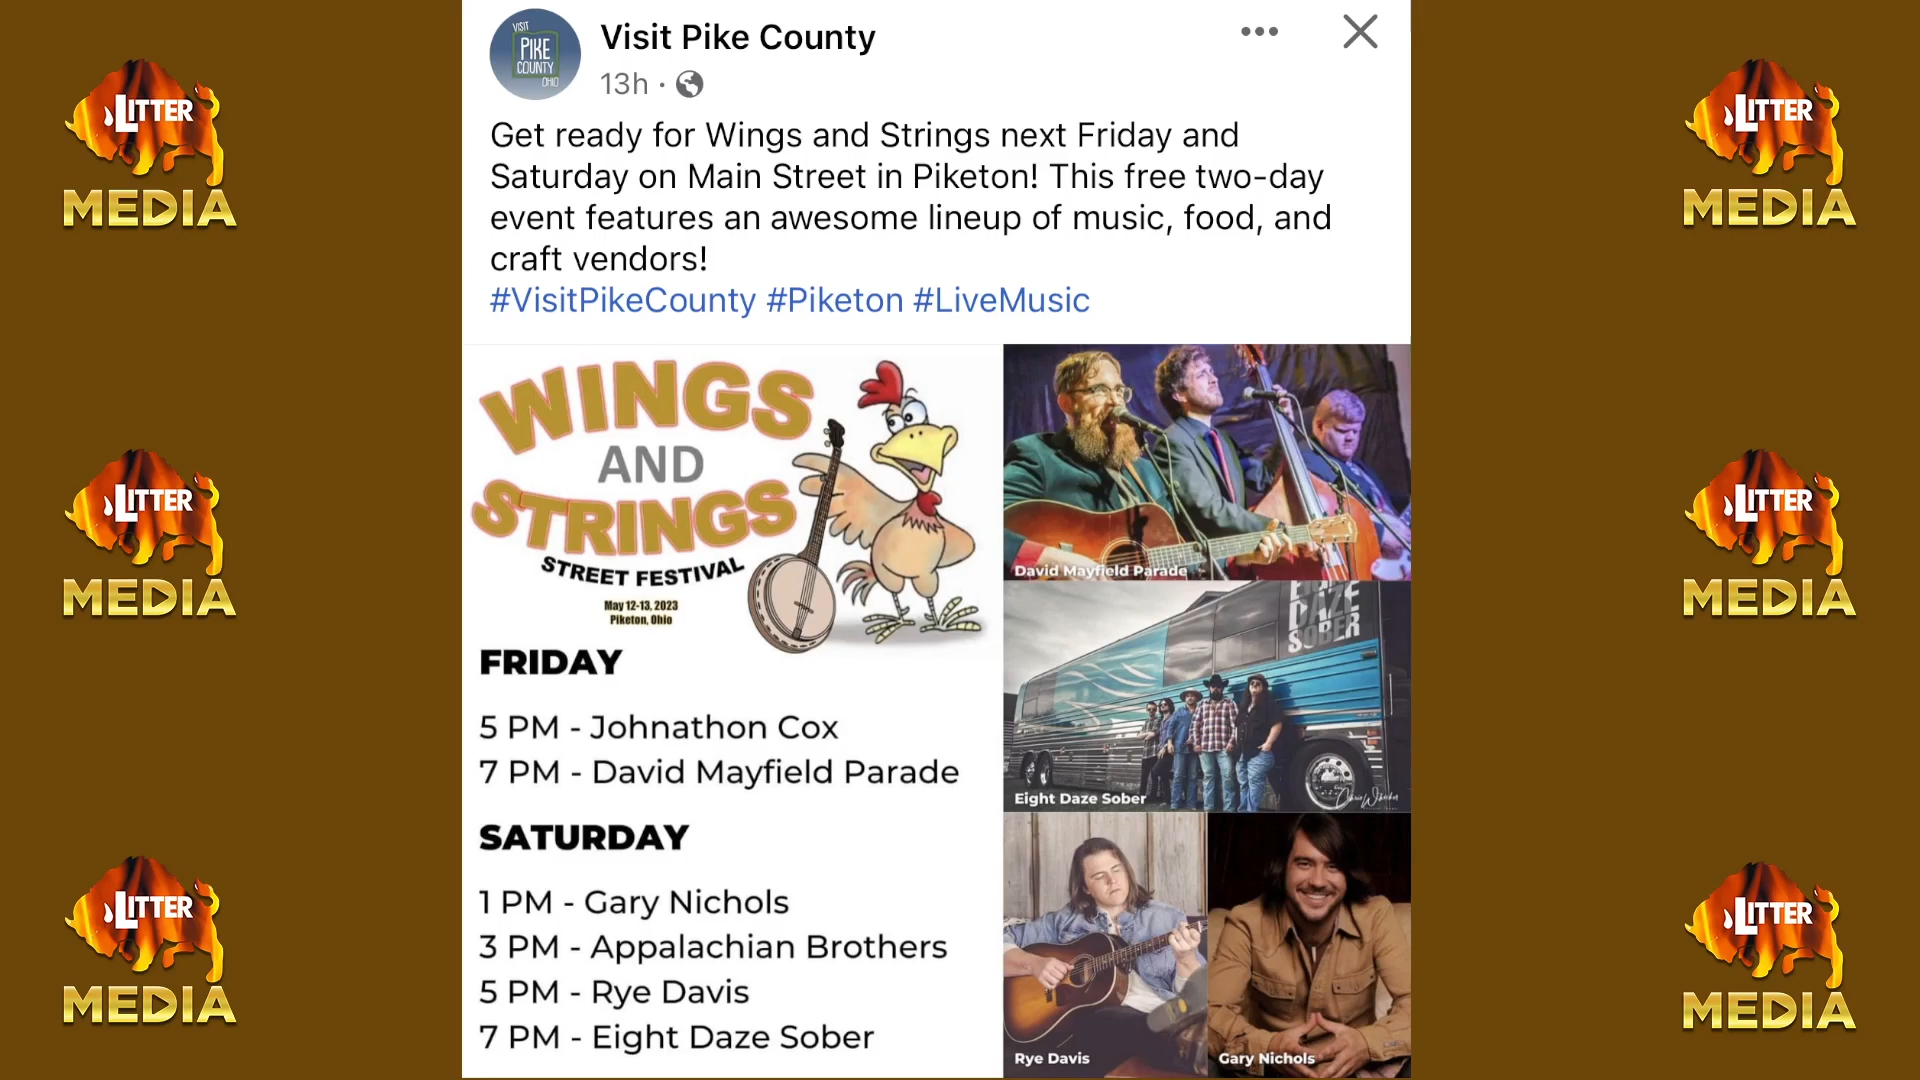 LITTER
MEDIA
LITTER
MEDIA
LITTER
MEDIA
VISIT
PIKE
COUNTY
OHIO
Visit Pike County
13h ·
Get ready for Wings and Strings next Friday and
Saturday on Main Street in Piketon! This free two-day
event features an awesome lineup of music, food, and
craft vendors!
#VisitPikeCounty #Piketon #LiveMusic
WINGS
AND
STRINGS
STREET FESTIVAL
May 12-13, 2023
Piketon, Ohio
FRIDAY
5 PM - Johnathon Cox
7 PM - David Mayfield Parade
SATURDAY
1 PM - Gary Nichols
3 PM - Appalachian Brothers
5 PM - Rye Davis
7 PM - Eight Daze Sober
David Mayfield Parade
DAZE
SOBER
Eight Daze Sober
Rye Davis
Gary Nichols
LITTER
MEDIA
LITTER
MEDIA
LITTER
MEDIA